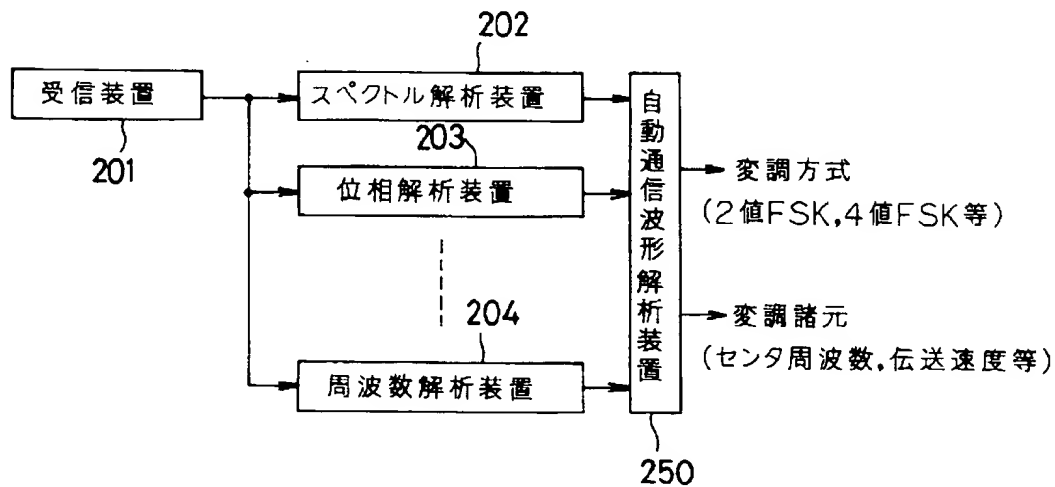 202
受信装置
スペクトル解析装置
201
203
位相解析装置
204
周波数解析装置
自動通信波形解析装置
変調方式
(2値FSK,4値FSK等)
変調諸元
(センタ周波数,伝送速度等)
250